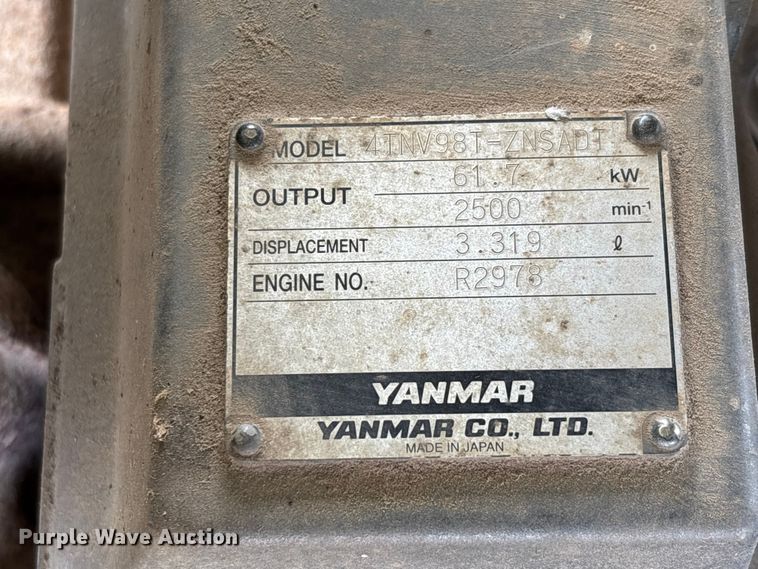 MODEL 4TNV98T-ZNSADT
OUTPUT 61.7 kW
2500 min-1
DISPLACEMENT 3.319 ℓ
ENGINE NO. R2978
YANMAR
YANMAR CO., LTD.
MADE IN JAPAN
Purple Wave Auction